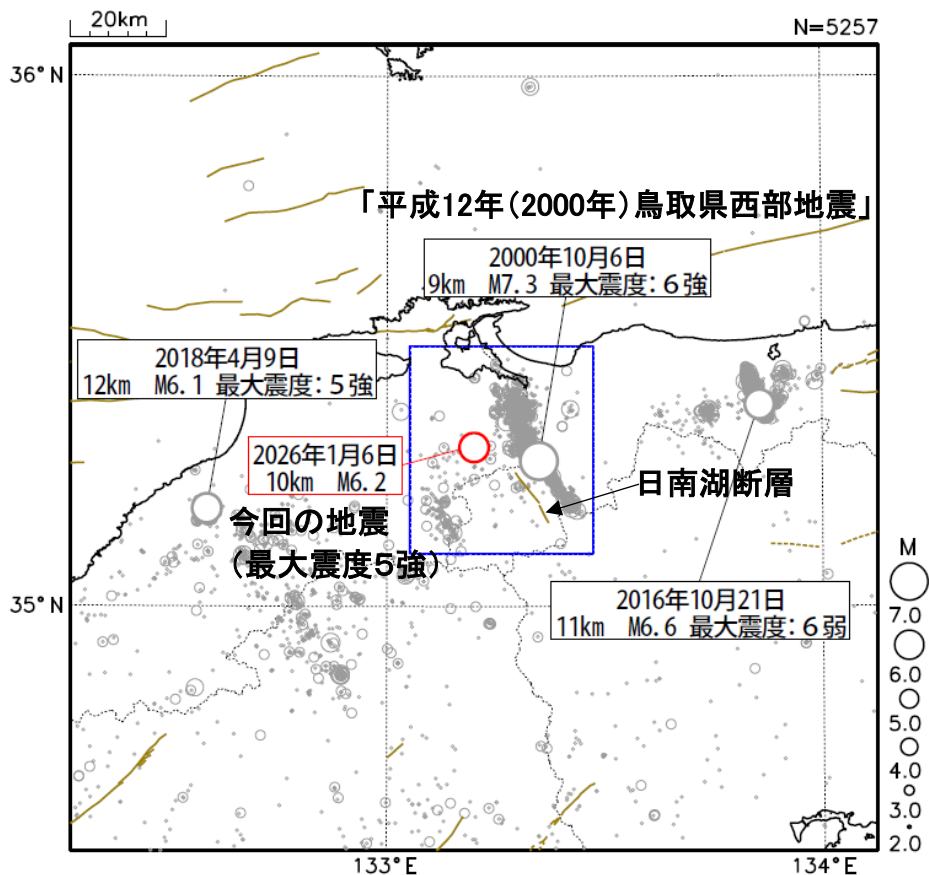 20km
N=5257
36°N
「平成12年(2000年)鳥取県西部地震」
2000年10月6日
9km M7.3 最大震度:6強
2018年4月9日
12km M6.1 最大震度:5強
2026年1月6日
10km M6.2
日南湖断層
今回の地震
(最大震度5強)
35°N
2016年10月21日
11km M6.6 最大震度:6弱
M
7.0
6.0
5.0
4.0
3.0
2.0
133°E
134°E